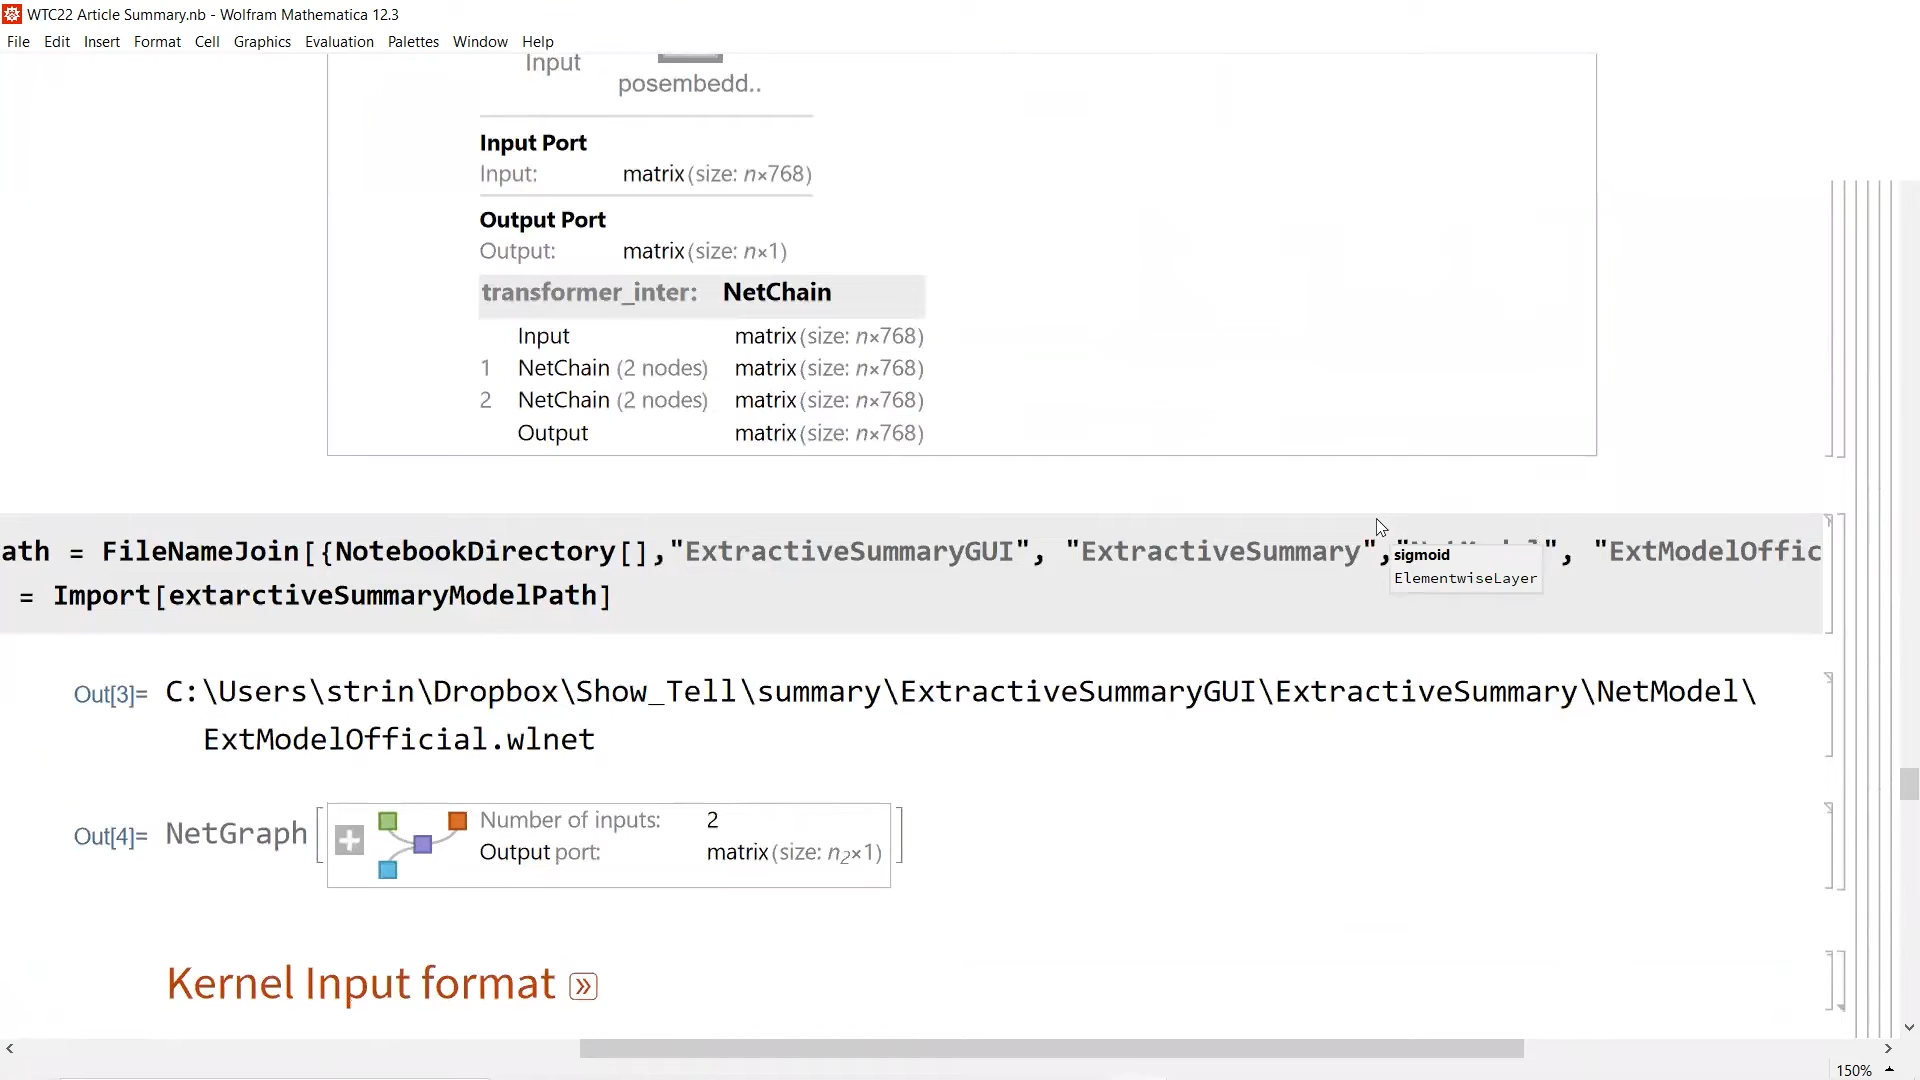 WTC22 Article Summary.nb - Wolfram Mathematica 12.3
File Edit Insert Format Cell Graphics Evaluation Palettes Window Help
Input
posembedd..
Input Port
Input: matrix (size: n×768)
Output Port
Output: matrix (size: n×1)
transformer_inter: NetChain
Input matrix (size: n×768)
1 NetChain (2 nodes) matrix (size: n×768)
2 NetChain (2 nodes) matrix (size: n×768)
Output matrix (size: n×768)
ath = FileNameJoin[{NotebookDirectory[],"ExtractiveSummaryGUI", "ExtractiveSummary","NetModel", "ExtModelOffic
sigmoid
ElementwiseLayer
= Import[extarctiveSummaryModelPath]
Out[3]= C:\Users\strin\Dropbox\Show_Tell\summary\ExtractiveSummaryGUI\ExtractiveSummary\NetModel\
ExtModelOfficial.wlnet
Out[4]= NetGraph[
Number of inputs: 2
Output port: matrix (size: n₂×1) ]
Kernel Input format »
150%